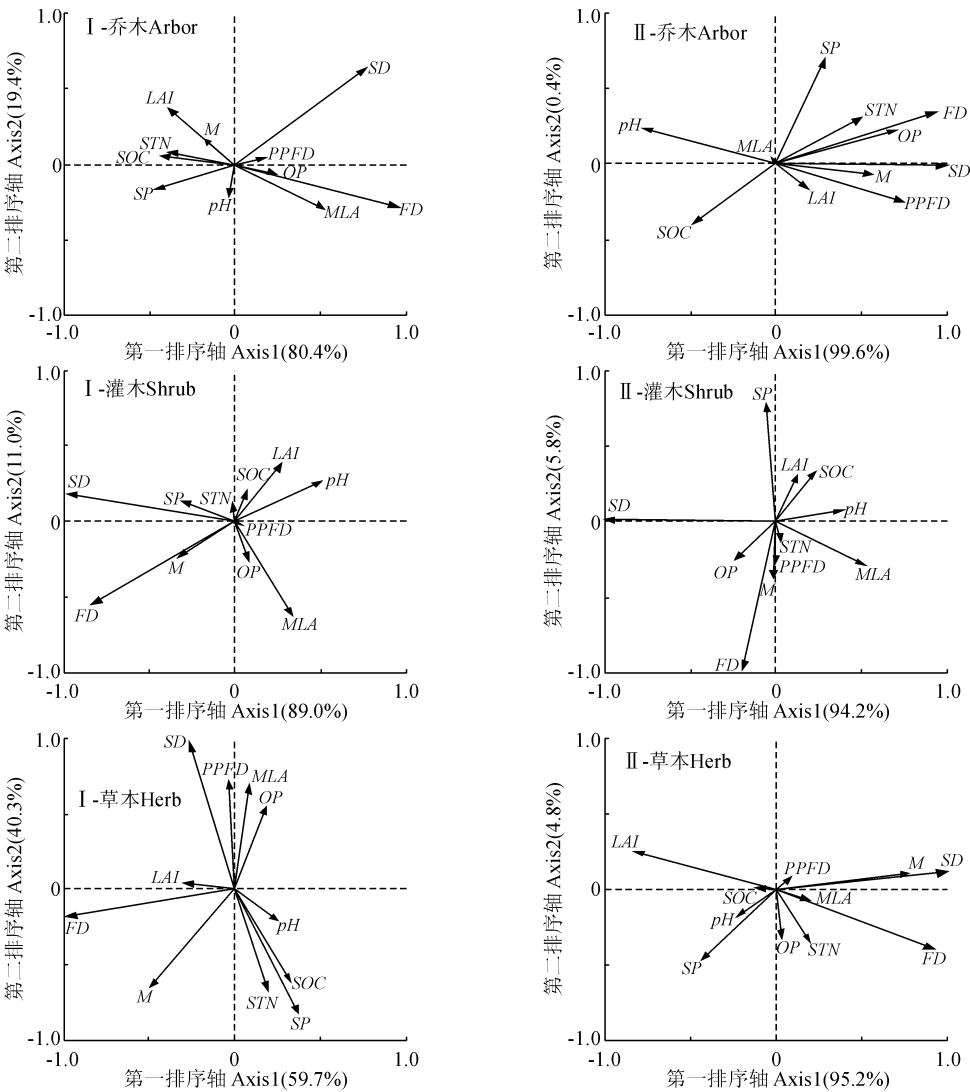 1.0
Ⅰ-乔木Arbor
SD
LAI
M
STN
SOC
PPFD
OP
SP
pH
MLA
FD
0
-1.0
-1.0
0
1.0
第二排序轴 Axis2(19.4%)
第一排序轴 Axis1(80.4%)
1.0
Ⅱ-乔木Arbor
SP
STN
FD
pH
OP
MLA
SD
M
LAI
PPFD
SOC
0
-1.0
-1.0
0
1.0
第二排序轴 Axis2(0.4%)
第一排序轴 Axis1(99.6%)
1.0
Ⅰ-灌木Shrub
LAI
SOC
pH
SD
SP
STN
PPFD
M
OP
FD
MLA
0
-1.0
-1.0
0
1.0
第二排序轴 Axis2(11.0%)
第一排序轴 Axis1(89.0%)
1.0
Ⅱ-灌木Shrub
SP
LAI
SOC
SD
pH
STN
OP
PPFD
MLA
M
FD
0
-1.0
-1.0
0
1.0
第二排序轴 Axis2(5.8%)
第一排序轴 Axis1(94.2%)
1.0
SD
PPFD
MLA
OP
Ⅰ-草本Herb
LAI
FD
pH
M
SOC
STN
SP
0
-1.0
-1.0
0
1.0
第二排序轴 Axis2(40.3%)
第一排序轴 Axis1(59.7%)
1.0
Ⅱ-草本Herb
LAI
PPFD
M
SD
SOC
MLA
pH
OP
STN
SP
FD
0
-1.0
-1.0
0
1.0
第二排序轴 Axis2(4.8%)
第一排序轴 Axis1(95.2%)